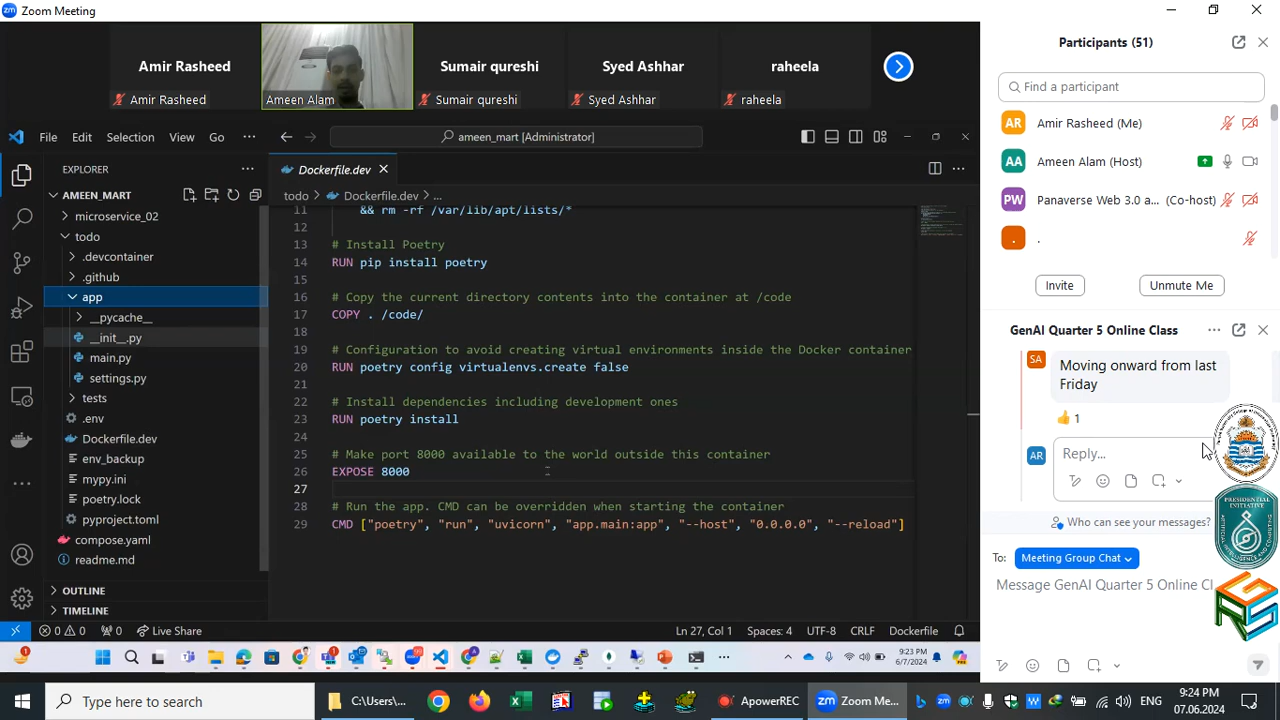 Zoom Meeting
Amir Rasheed
Sumair qureshi
Syed Ashhar
raheela
Amir Rasheed
Ameen Alam
Sumair qureshi
Syed Ashhar
raheela
File
Edit
Selection
View
Go
ameen_mart [Administrator]
EXPLORER
Dockerfile.dev
AMEEN_MART
todo
Dockerfile.dev
microservice_02
todo
.devcontainer
.github
app
__pycache__
__init__.py
main.py
settings.py
tests
.env
Dockerfile.dev
env_backup
mypy.ini
poetry.lock
pyproject.toml
compose.yaml
readme.md
OUTLINE
TIMELINE
11 && rm -rf /var/lib/apt/lists/*
12
13 # Install Poetry
14 RUN pip install poetry
15
16 # Copy the current directory contents into the container at /code
17 COPY . /code/
18
19 # Configuration to avoid creating virtual environments inside the Docker container
20 RUN poetry config virtualenvs.create false
21
22 # Install dependencies including development ones
23 RUN poetry install
24
25 # Make port 8000 available to the world outside this container
26 EXPOSE 8000
27
28 # Run the app. CMD can be overridden when starting the container
29 CMD ["poetry", "run", "uvicorn", "app.main:app", "--host", "0.0.0.0", "--reload"]
0 0
0
Live Share
Ln 27, Col 1
Spaces: 4
UTF-8
CRLF
Dockerfile
9:23 PM
6/7/2024
Participants (51)
Find a participant
AR Amir Rasheed (Me)
AA Ameen Alam (Host)
PW Panaverse Web 3.0 a... (Co-host)
. .
Invite
Unmute Me
GenAI Quarter 5 Online Class
SA
Moving onward from last
Friday
1
AR
Reply...
Who can see your messages?
To:
Meeting Group Chat
Message GenAI Quarter 5 Online Cl
Type here to search
C:\Users\...
ApowerREC
Zoom Me...
ENG
9:24 PM
07.06.2024